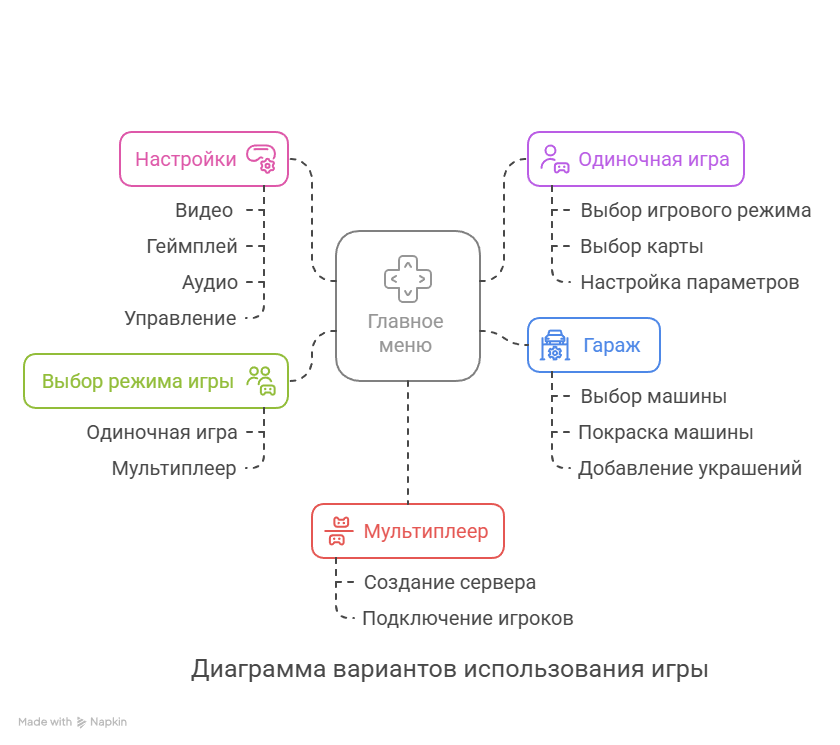 Настройки
Видео
Геймплей
Аудио
Управление
Выбор режима игры
Одиночная игра
Мультиплеер
Главное
меню
Одиночная игра
Выбор игрового режима
Выбор карты
Настройка параметров
Гараж
Выбор машины
Покраска машины
Добавление украшений
Мультиплеер
Создание сервера
Подключение игроков
Диаграмма вариантов использования игры
Made with Napkin